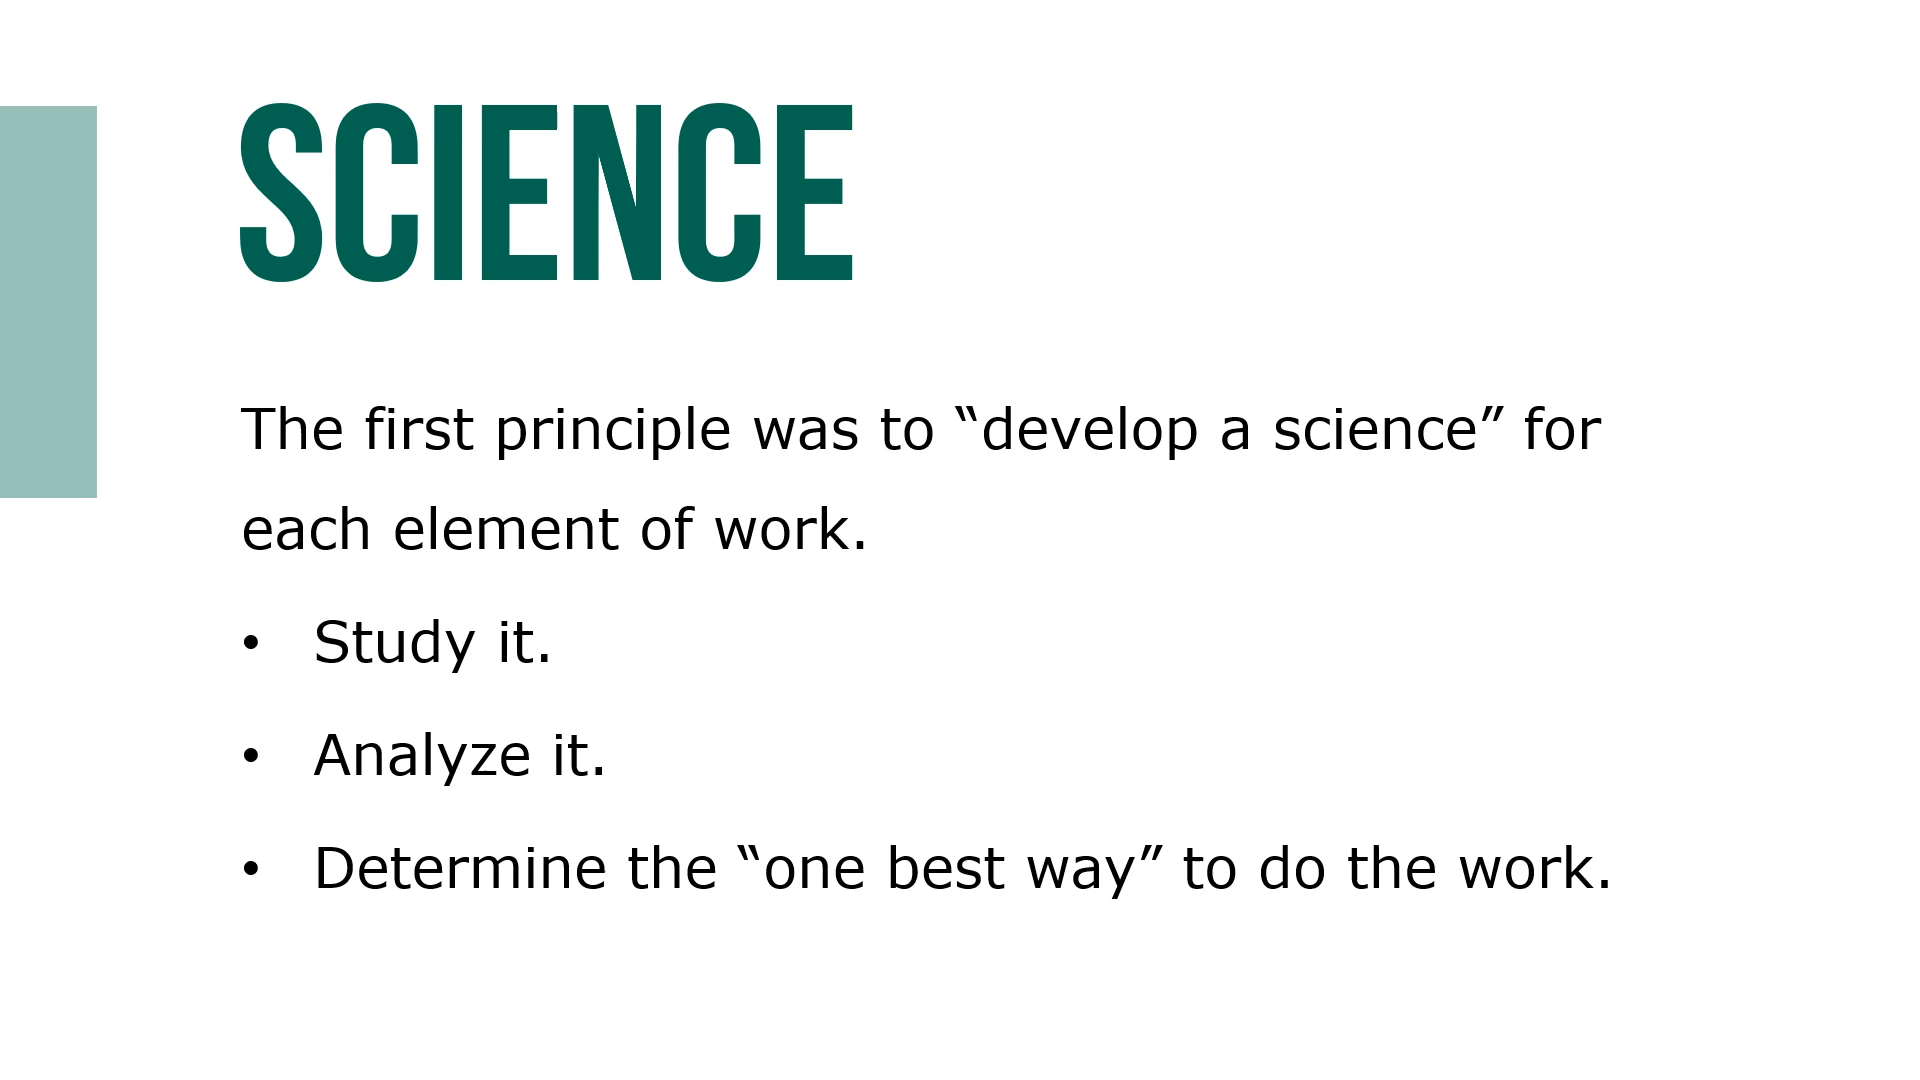 SCIENCE
The first principle was to “develop a science” for
each element of work.
• Study it.
• Analyze it.
• Determine the “one best way” to do the work.